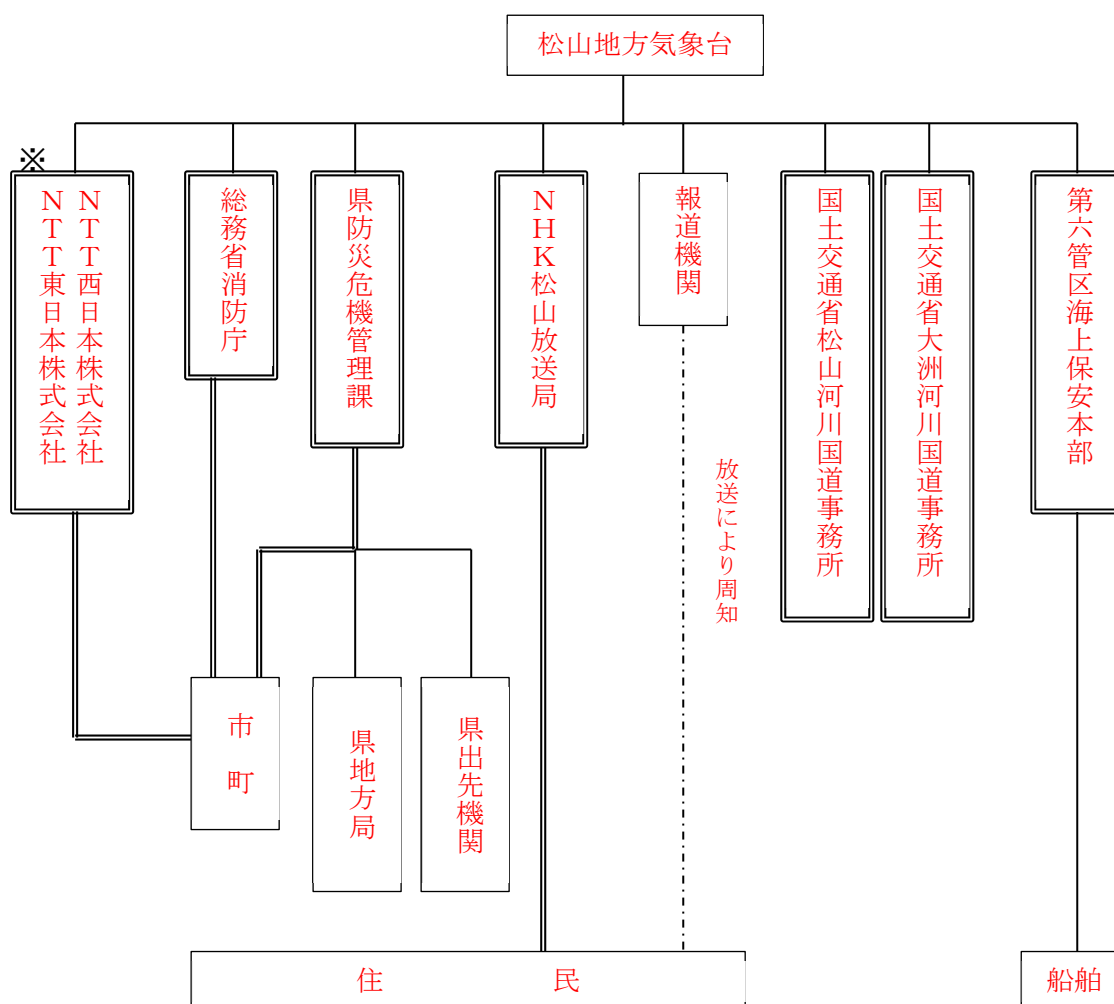 松山地方気象台
※
NTT西日本株式会社
NTT東日本株式会社
総務省消防庁
県防災危機管理課
NHK松山放送局
報道機関
国土交通省松山河川国道事務所
国土交通省大洲河川国道事務所
第六管区海上保安本部
放送により周知
市町
県地方局
県出先機関
住民
船舶